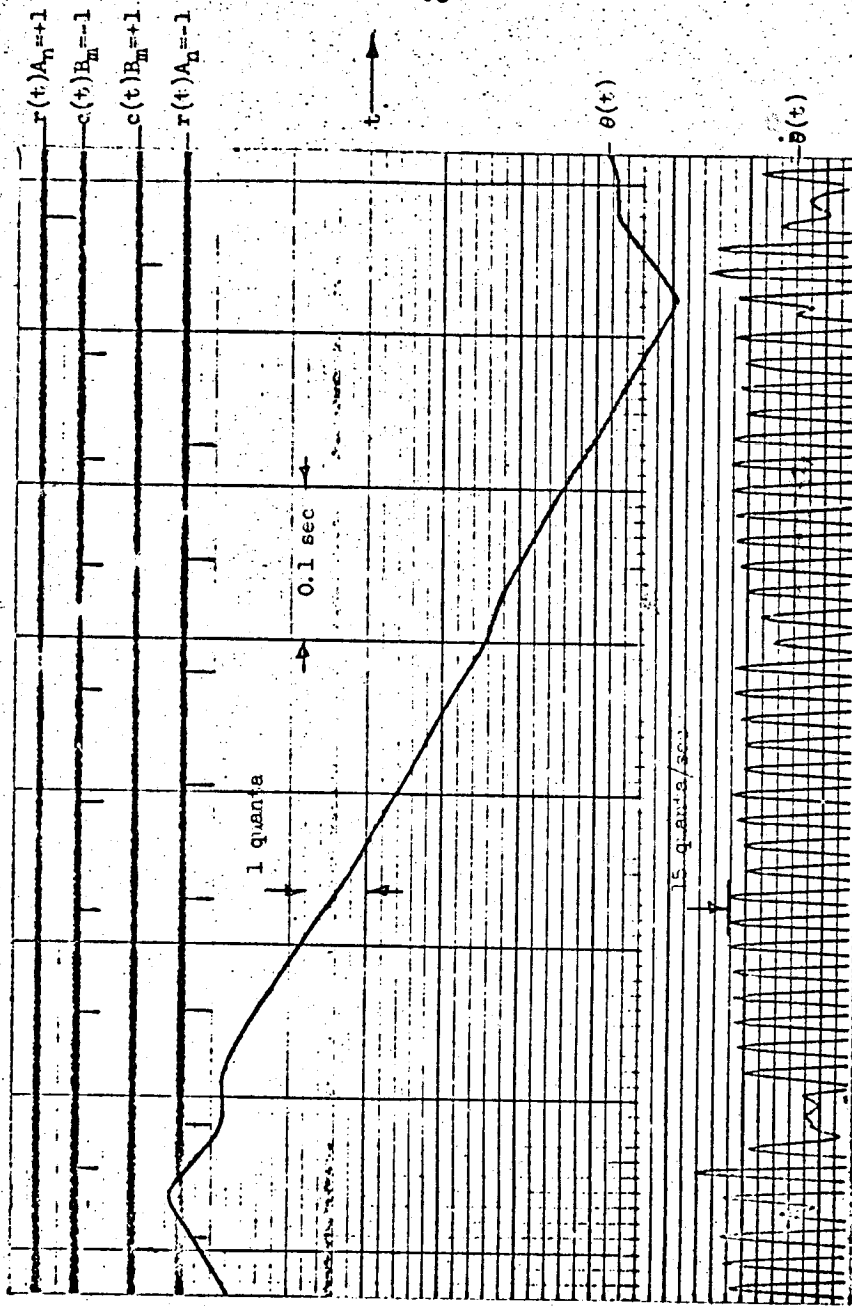 r(t)A_n=+1
c(t)B_m=-1
c(t)B_m=+1
r(t)A_n=-1
t
θ(t)
θ̇(t)
0.1 sec
1 quanta
15 quanta/sec